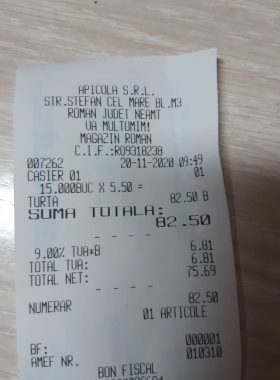 APICOLA S.R.L.
STR.STEFAN CEL MARE BL.M3
ROMAN JUDET NEAMT
VA MULTUMIM!
MAGAZIN ROMAN
C.I.F.:RO9318238
007262 20-11-2020 09:49
CASIER 01 01
15.000BUC X 5.50 =
TURTA 82.50 B
SUMA TOTALA:
82.50
- - - -
9.00% TVA*B 6.81
TOTAL TVA: 6.81
TOTAL NET: 75.69
- - - -
NUMERAR 82.50
01 ARTICOLE
BF: 000001
AMEF NR. 010310
BON FISCAL